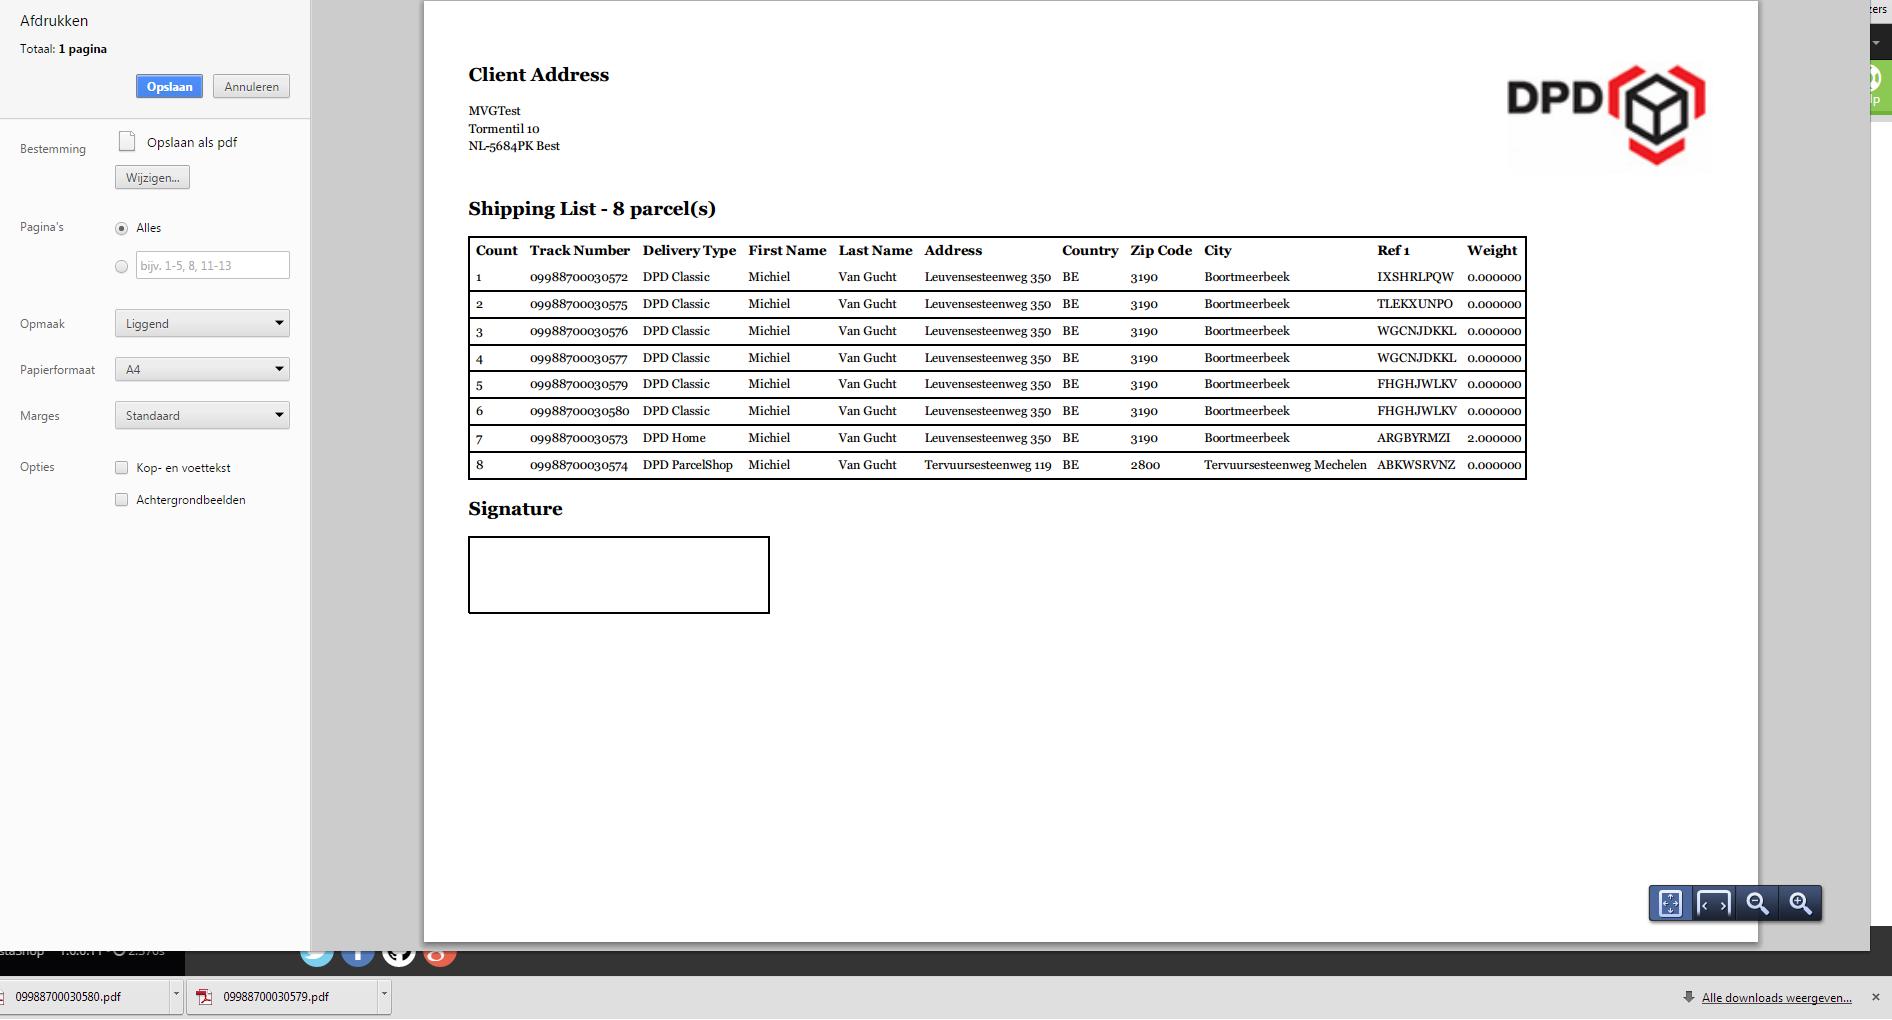 Afdrukken
Totaal: 1 pagina
Opslaan Annuleren
Bestemming Opslaan als pdf
Wijzigen...
Pagina's Alles
bijv. 1-5, 8, 11-13
Opmaak Liggend
Papierformaat A4
Marges Standaard
Opties Kop- en voettekst
Achtergrondbeelden
Client Address
MVGTest
Tormentil 10
NL-5684PK Best
DPD
Shipping List - 8 parcel(s)
Count Track Number Delivery Type First Name Last Name Address Country Zip Code City Ref 1 Weight
1 09988700030572 DPD Classic Michiel Van Gucht Leuvensesteenweg 350 BE 3190 Boortmeerbeek IXSHRLPQW 0.000000
2 09988700030575 DPD Classic Michiel Van Gucht Leuvensesteenweg 350 BE 3190 Boortmeerbeek TLEKXUNPO 0.000000
3 09988700030576 DPD Classic Michiel Van Gucht Leuvensesteenweg 350 BE 3190 Boortmeerbeek WGCNJDKKL 0.000000
4 09988700030577 DPD Classic Michiel Van Gucht Leuvensesteenweg 350 BE 3190 Boortmeerbeek WGCNJDKKL 0.000000
5 09988700030579 DPD Classic Michiel Van Gucht Leuvensesteenweg 350 BE 3190 Boortmeerbeek FHGHJWLKV 0.000000
6 09988700030580 DPD Classic Michiel Van Gucht Leuvensesteenweg 350 BE 3190 Boortmeerbeek FHGHJWLKV 0.000000
7 09988700030573 DPD Home Michiel Van Gucht Leuvensesteenweg 350 BE 3190 Boortmeerbeek ARGBYRMZI 2.000000
8 09988700030574 DPD ParcelShop Michiel Van Gucht Tervuursesteenweg 119 BE 2800 Tervuursesteenweg Mechelen ABKWSRVNZ 0.000000
Signature
09988700030580.pdf 09988700030579.pdf Alle downloads weergeven...